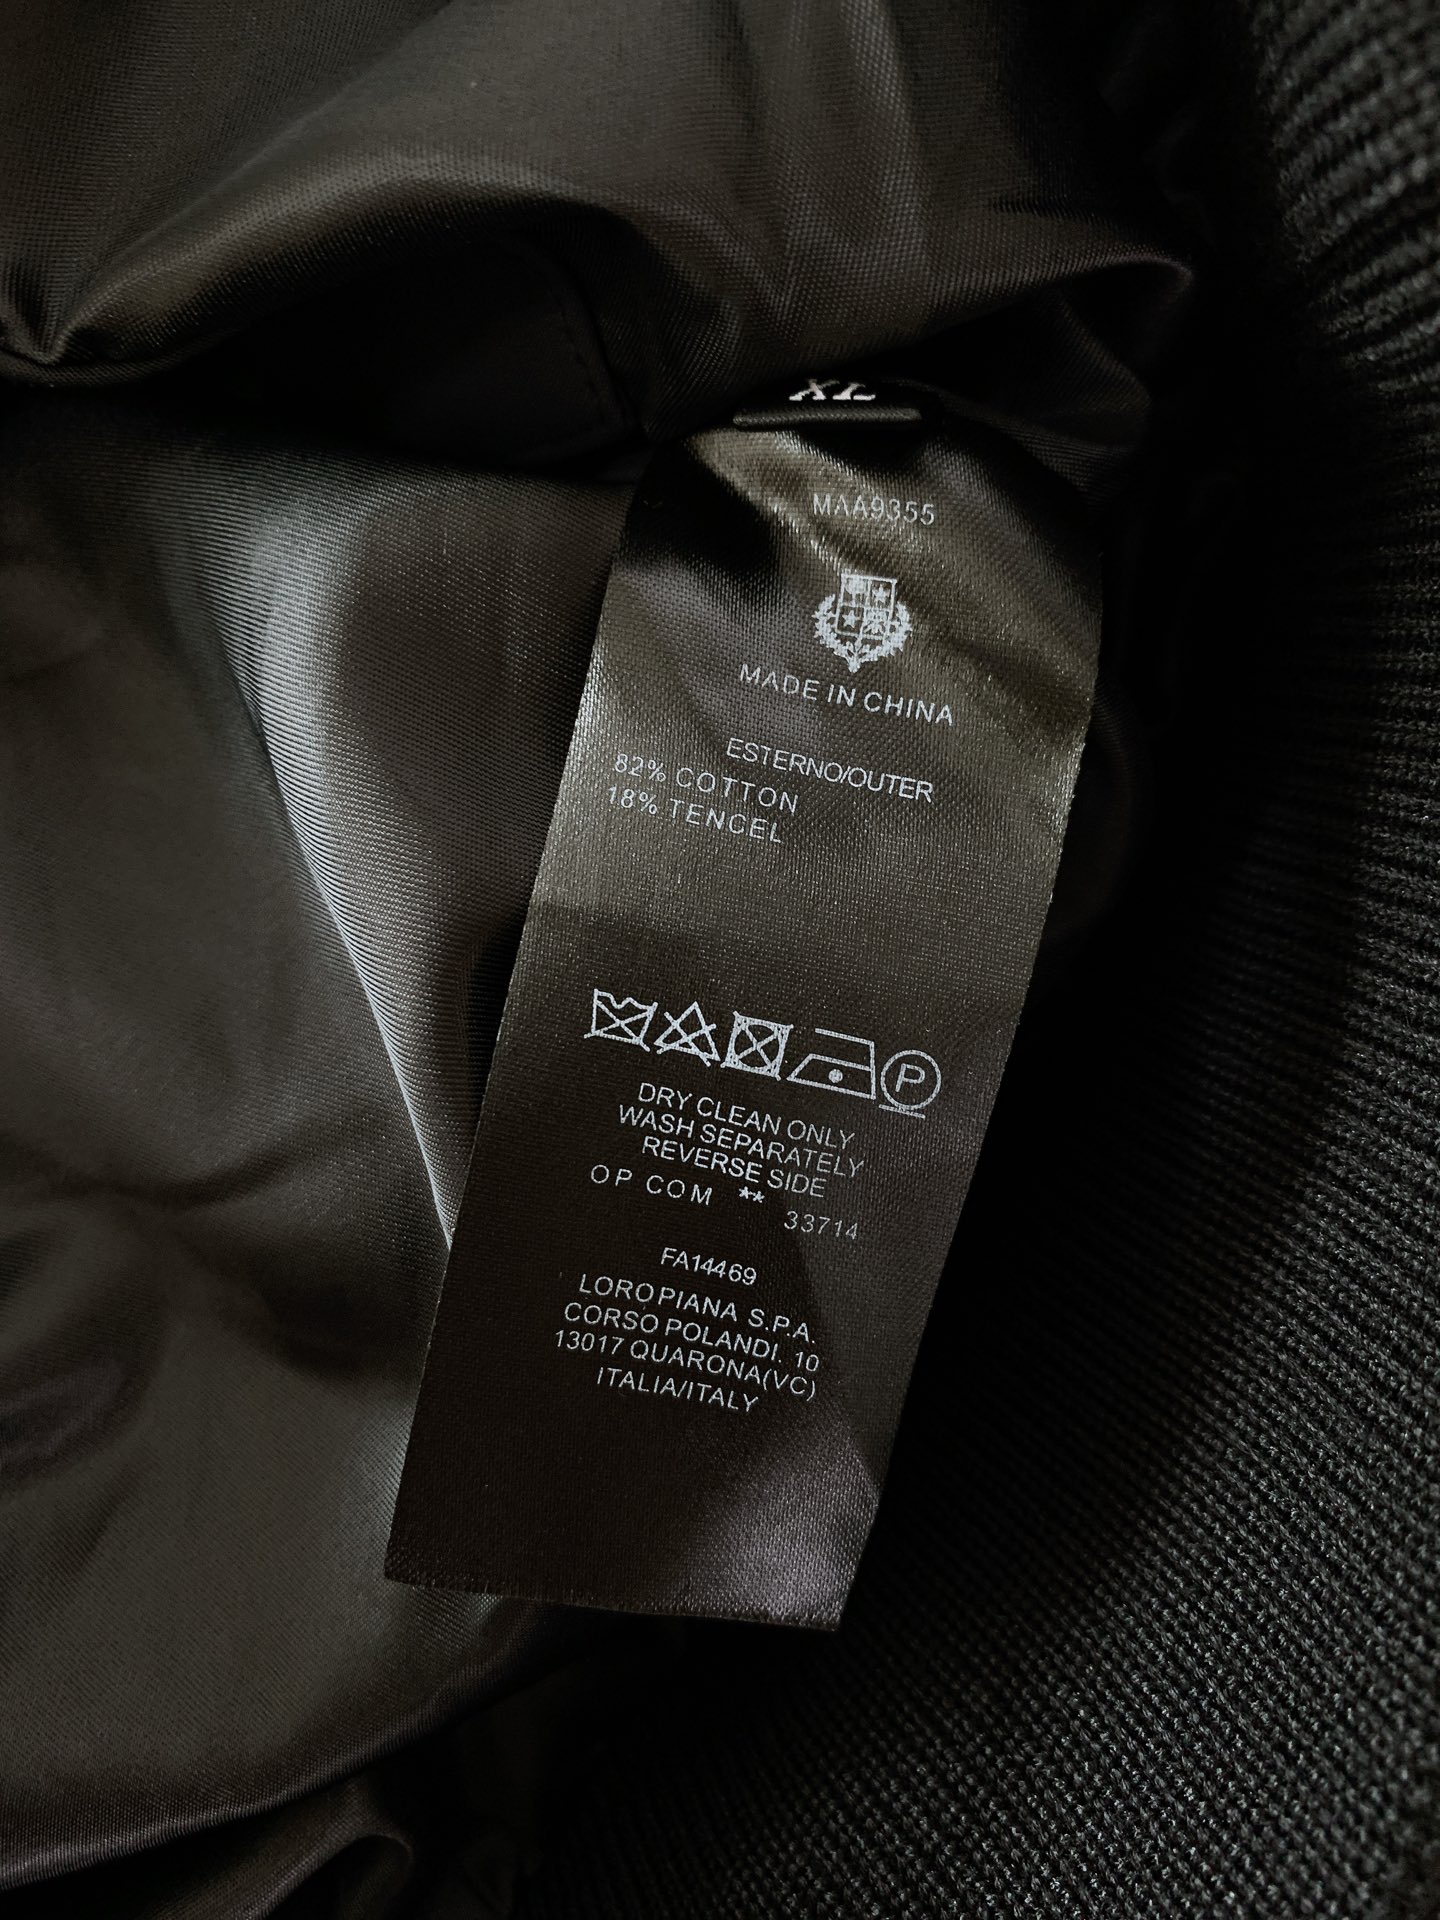 XL
MAA9355
MADE IN CHINA
ESTERNO/OUTER
82% COTTON
18% TENCEL
P
DRY CLEAN ONLY
WASH SEPARATELY
REVERSE SIDE
OP COM **
33714
FA14469
LOROPIANA S.P.A.
CORSO POLANDI. 10
13017 QUARONA(VC)
ITALIA/ITALY